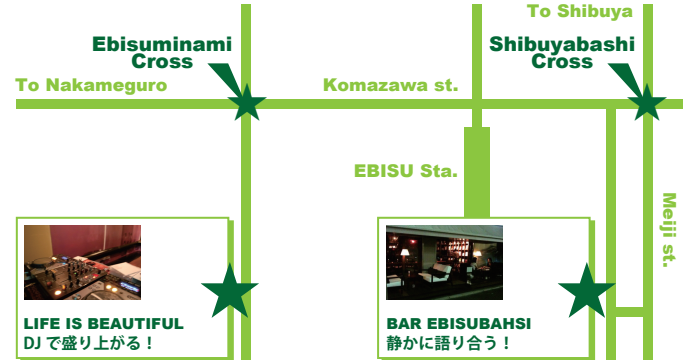 To Shibuya
Ebisuminami
Cross
Shibuyabashi
Cross
To Nakameguro
Komazawa st.
EBISU Sta.
Meiji st.
LIFE IS BEAUTIFUL
DJで盛り上がる！
BAR EBISUBAHSI
静かに語り合う！